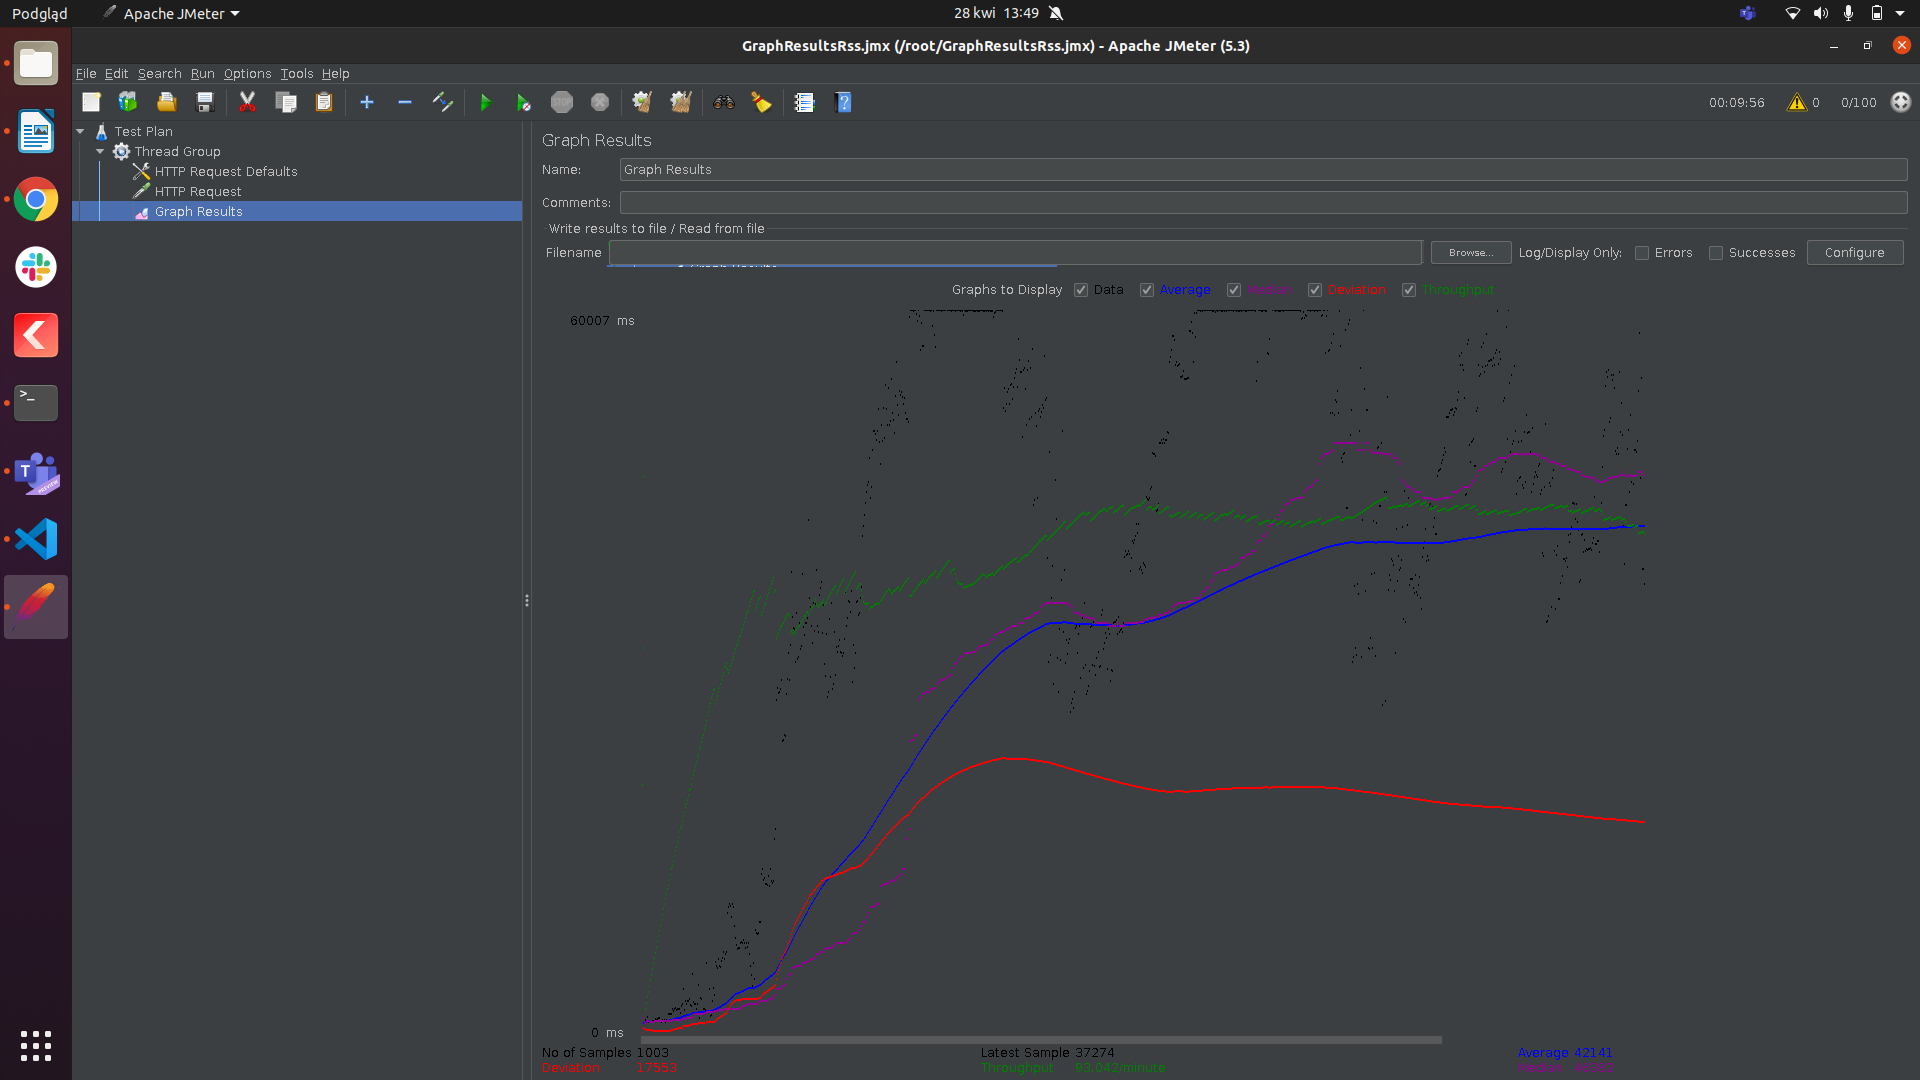 Podgląd Apache JMeter 28 kwi 13:49
GraphResultsRss.jmx (/root/GraphResultsRss.jmx) - Apache JMeter (5.3)
File Edit Search Run Options Tools Help
STOP 00:09:56 0 0/100
Test Plan
Thread Group
HTTP Request Defaults
HTTP Request
Graph Results
Graph Results
Name: Graph Results
Comments:
Write results to file / Read from file
Filename Browse... Log/Display Only: Errors Successes Configure
Graphs to Display Data Average Median Deviation Throughput
60007 ms
0 ms
No of Samples 1003 Latest Sample 37274 Average 42141
Deviation 17553 Throughput 93.042/minute Median